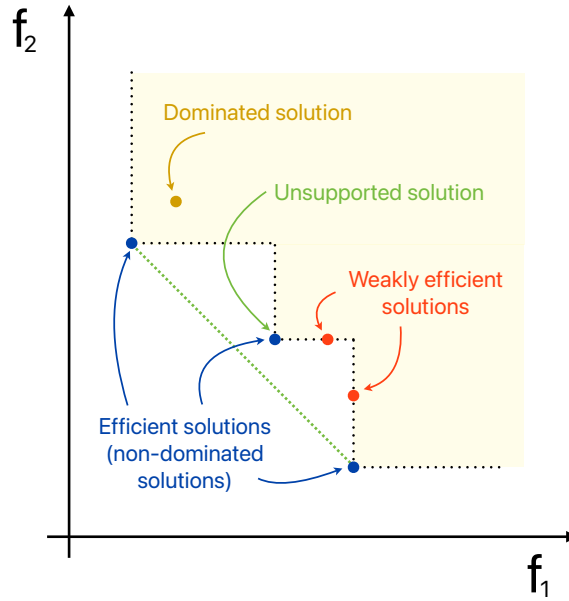 f2
Dominated solution
Unsupported solution
Weakly efficient
solutions
Efficient solutions
(non-dominated
solutions)
f1